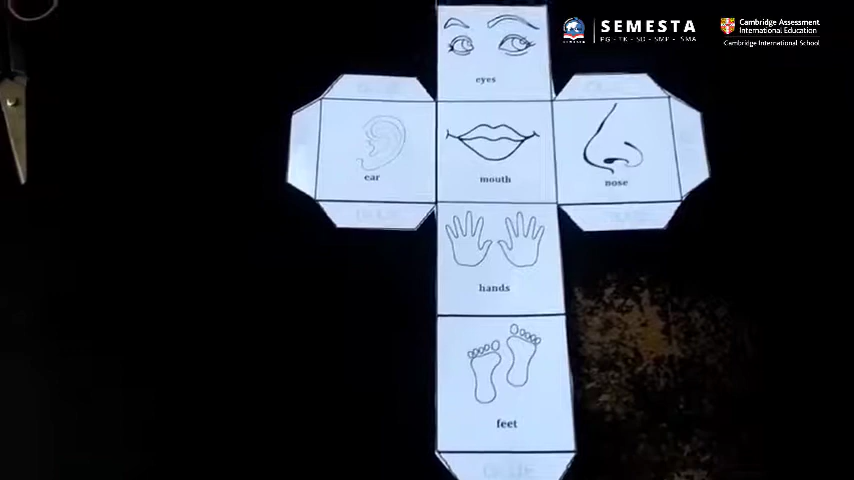 SEMESTA
PG - TK - SD - SMP - SMA
Cambridge Assessment
International Education
Cambridge International School
eyes
ear
mouth
nose
hands
feet